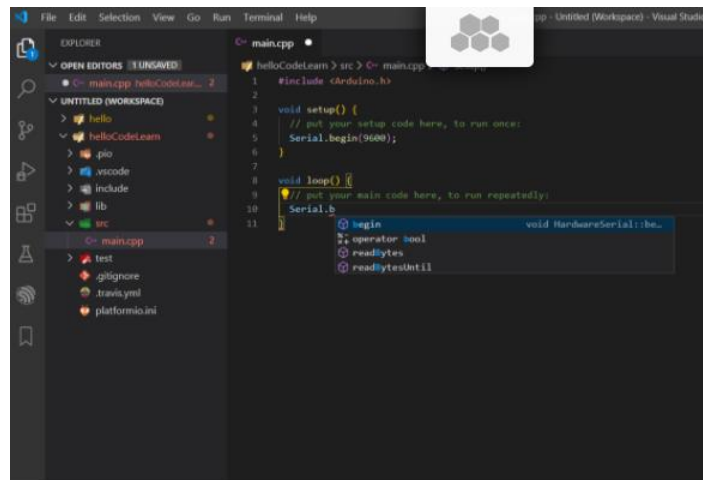 File Edit Selection View Go Run Terminal Help
pp - Untitled (Workspace) - Visual Studio
EXPLORER
OPEN EDITORS 1 UNSAVED
main.cpp helloCodeLear... 2
UNTITLED (WORKSPACE)
hello
helloCodeLearn
.pio
.vscode
include
lib
src
main.cpp 2
test
.gitignore
.travis.yml
platformio.ini
main.cpp
helloCodeLearn > src > main.cpp >
1 #include <Arduino.h>
2
3 void setup() {
4 // put your setup code here, to run once:
5 Serial.begin(9600);
6 }
7
8 void loop() {
9 // put your main code here, to run repeatedly:
10 Serial.b
11 }
begin void HardwareSerial::be…
operator bool
readBytes
readBytesUntil